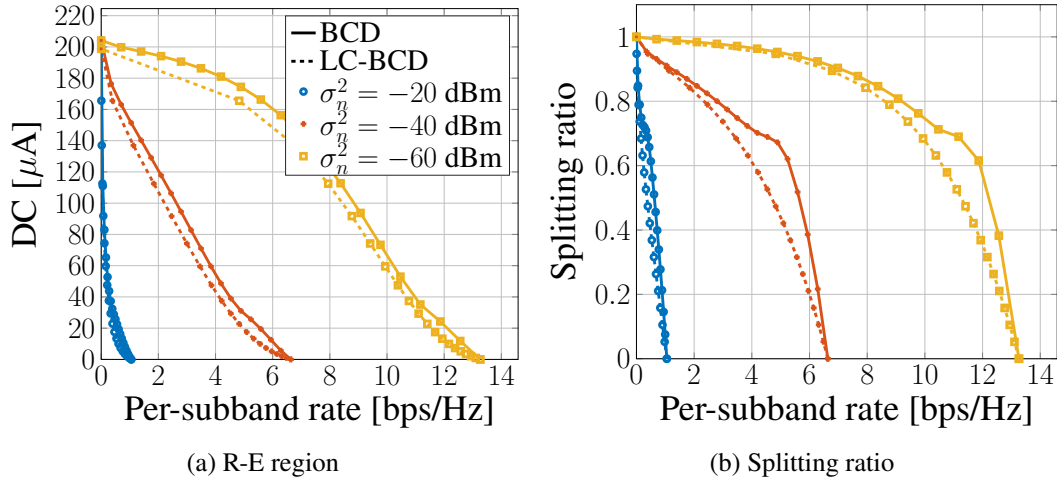 220
200
180
160
140
120
100
80
60
40
20
0
DC [μA]
0 2 4 6 8 10 12 14
Per-subband rate [bps/Hz]
BCD
LC-BCD
σ_n^2 = −20 dBm
σ_n^2 = −40 dBm
σ_n^2 = −60 dBm
(a) R-E region
1
0.8
0.6
0.4
0.2
0
Splitting ratio
0 2 4 6 8 10 12 14
Per-subband rate [bps/Hz]
(b) Splitting ratio